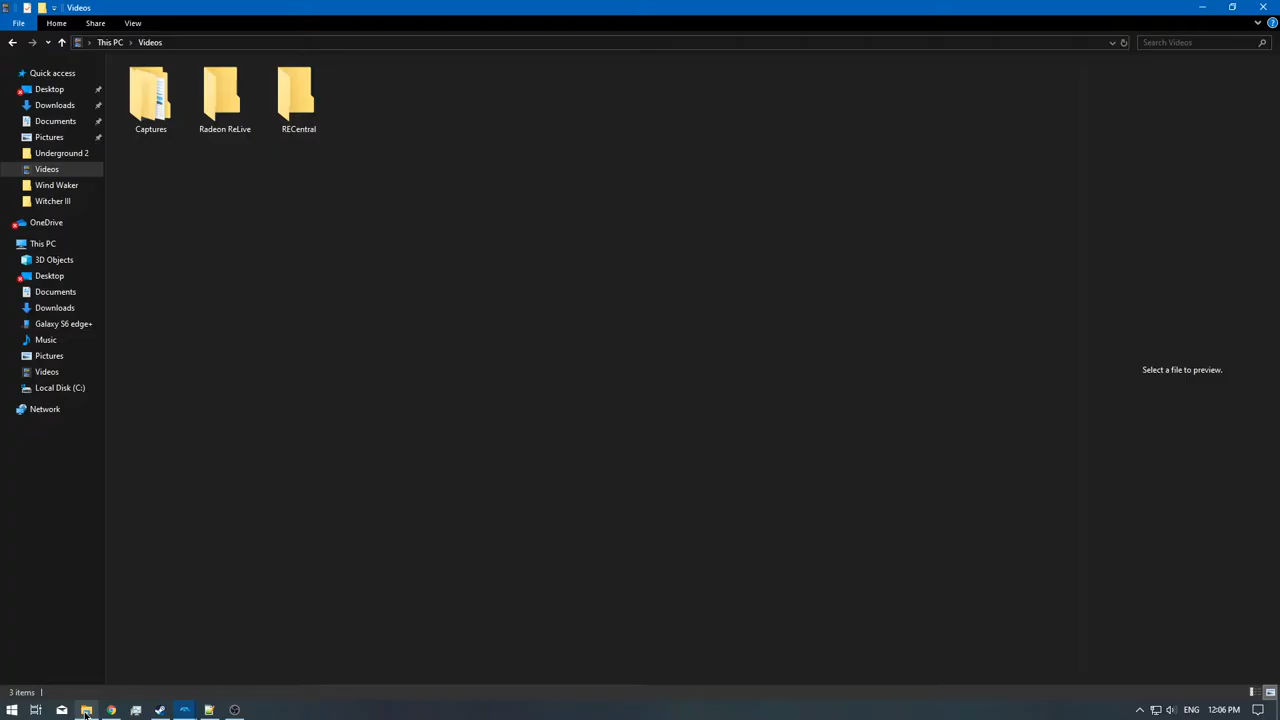 Videos
File Home Share View
This PC Videos
Search Videos
Quick access
Desktop
Downloads
Documents
Pictures
Underground 2
Videos
Wind Waker
Witcher III
OneDrive
This PC
3D Objects
Desktop
Documents
Downloads
Galaxy S6 edge+
Music
Pictures
Videos
Local Disk (C:)
Network
Captures Radeon ReLive RECentral
Select a file to preview.
3 items
ENG 12:06 PM